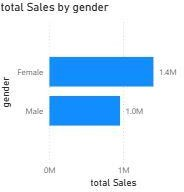 total Sales by gender
gender
Female
1.4M
Male
1.0M
0M
1M
total Sales